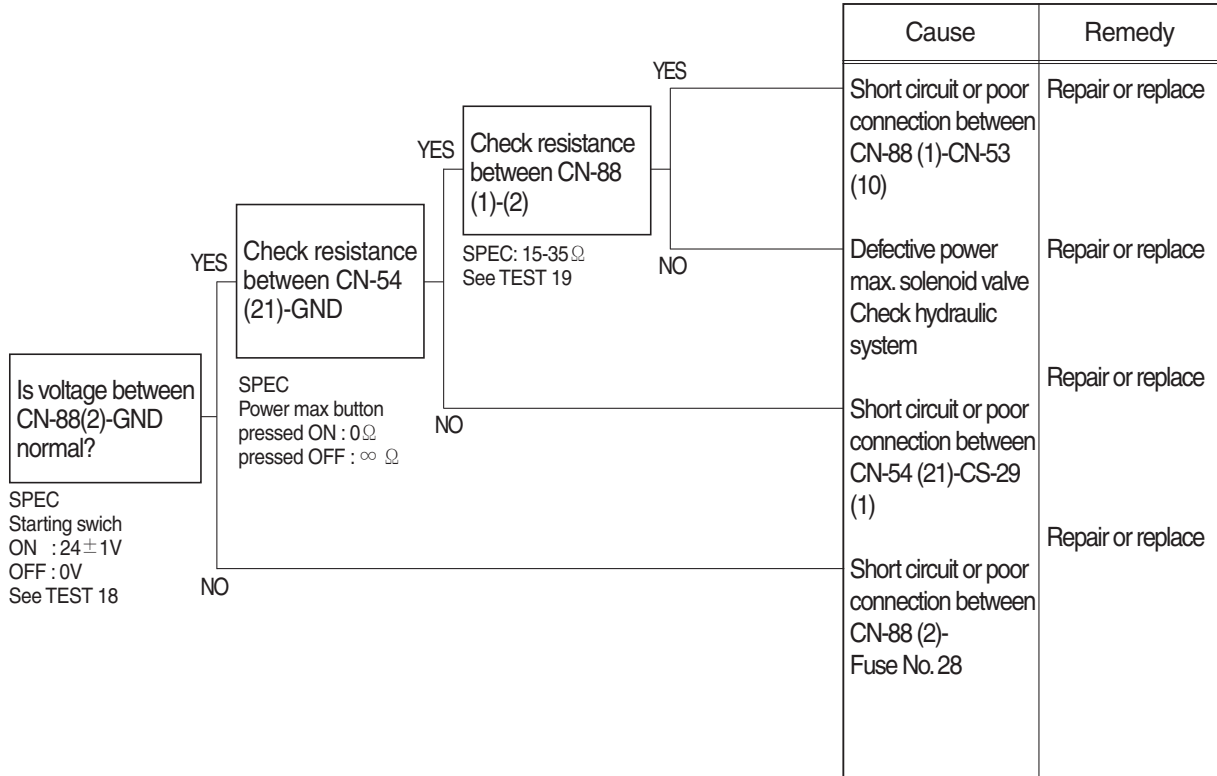 Cause
Remedy
YES
Short circuit or poor
connection between
CN-88 (1)-CN-53
(10)
Repair or replace
YES
Check resistance
between CN-88
(1)-(2)
SPEC: 15-35Ω
See TEST 19
NO
Defective power
max. solenoid valve
Check hydraulic
system
Repair or replace
YES
Check resistance
between CN-54
(21)-GND
SPEC
Power max button
pressed ON : 0Ω
pressed OFF : ∞ Ω
NO
Short circuit or poor
connection between
CN-54 (21)-CS-29
(1)
Repair or replace
Is voltage between
CN-88(2)-GND
normal?
SPEC
Starting swich
ON : 24±1V
OFF : 0V
See TEST 18
NO
Short circuit or poor
connection between
CN-88 (2)-
Fuse No. 28
Repair or replace